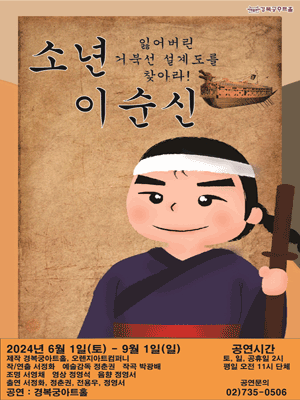 경복궁아트홀
소년
이순신
잃어버린
거북선 설계도를
찾아라!
2024년 6월 1일(토) - 9월 1일(일)
제작 경복궁아트홀, 오렌지아트컴퍼니
작/연출 서정화 예술감독 정춘권 작곡 박광배
조명 서영채 영상 정영석 음향 정영서
출연 서정화, 정춘권, 전용우, 정영서
공연 : 경복궁아트홀
공연시간
토, 일, 공휴일 2시
평일 오전 11시 단체
공연문의
02)735-0506